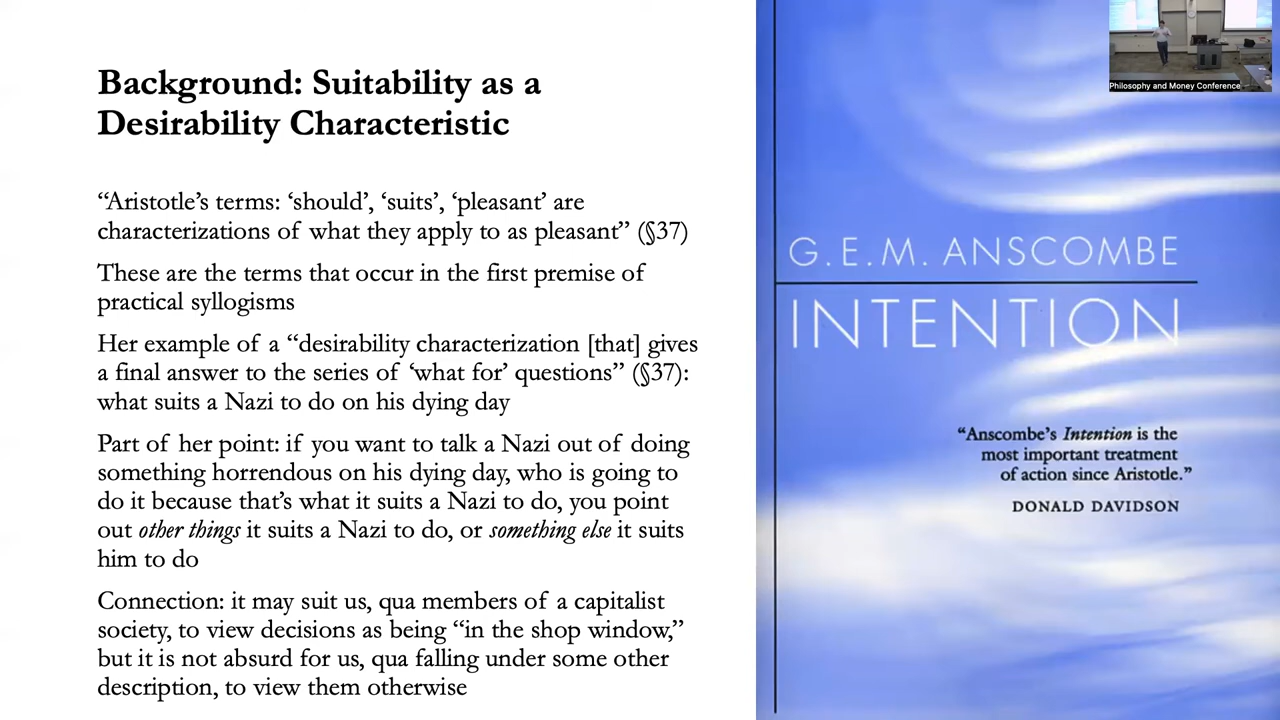 Background: Suitability as a
Desirability Characteristic
“Aristotle’s terms: ‘should’, ‘suits’, ‘pleasant’ are
characterizations of what they apply to as pleasant” (§37)
These are the terms that occur in the first premise of
practical syllogisms
Her example of a “desirability characterization [that] gives
a final answer to the series of ‘what for’ questions” (§37):
what suits a Nazi to do on his dying day
Part of her point: if you want to talk a Nazi out of doing
something horrendous on his dying day, who is going to
do it because that’s what it suits a Nazi to do, you point
out other things it suits a Nazi to do, or something else it suits
him to do
Connection: it may suit us, qua members of a capitalist
society, to view decisions as being “in the shop window,”
but it is not absurd for us, qua falling under some other
description, to view them otherwise
Philosophy and Money Conference
G.E.M. ANSCOMBE
INTENTION
“Anscombe’s Intention is the
most important treatment
of action since Aristotle.”
DONALD DAVIDSON